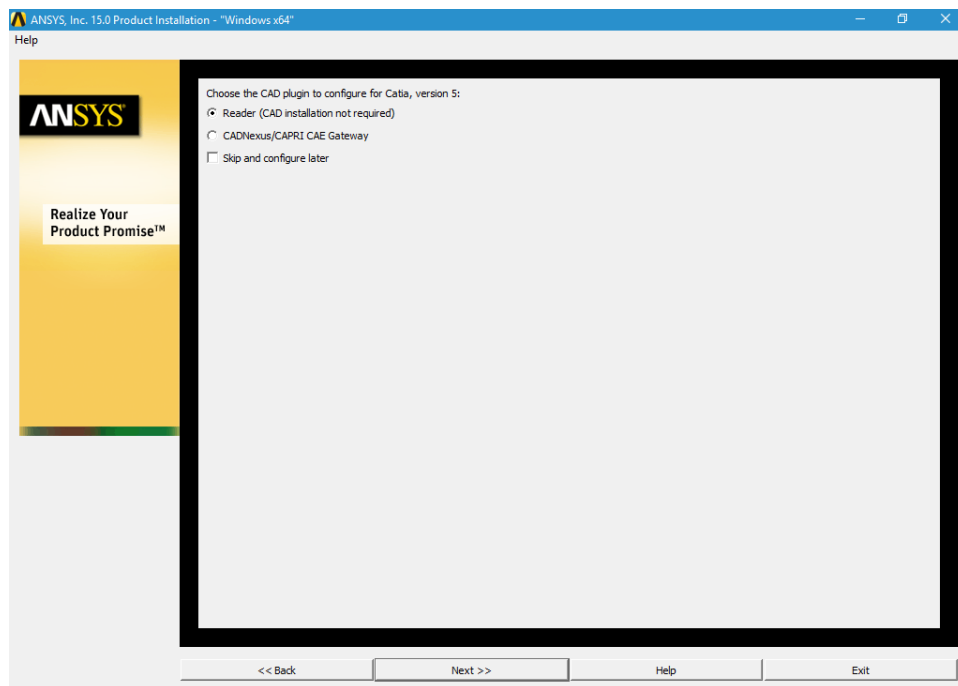 ANSYS, Inc. 15.0 Product Installation - "Windows x64"
Help
ANSYS®
Realize Your
Product Promise™
Choose the CAD plugin to configure for Catia, version 5:
Reader (CAD installation not required)
CADNexus/CAPRI CAE Gateway
Skip and configure later
<< Back
Next >>
Help
Exit